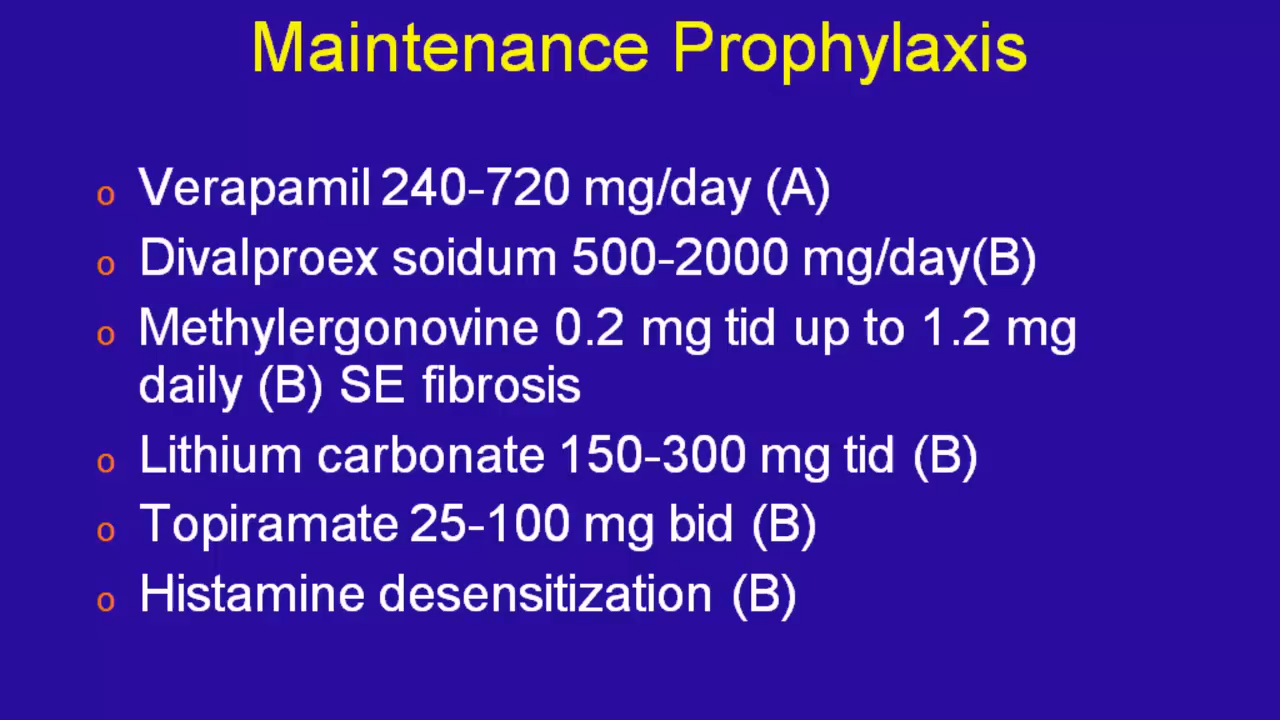 Maintenance Prophylaxis
o Verapamil 240-720 mg/day (A)
o Divalproex soidum 500-2000 mg/day(B)
o Methylergonovine 0.2 mg tid up to 1.2 mg
daily (B) SE fibrosis
o Lithium carbonate 150-300 mg tid (B)
o Topiramate 25-100 mg bid (B)
o Histamine desensitization (B)